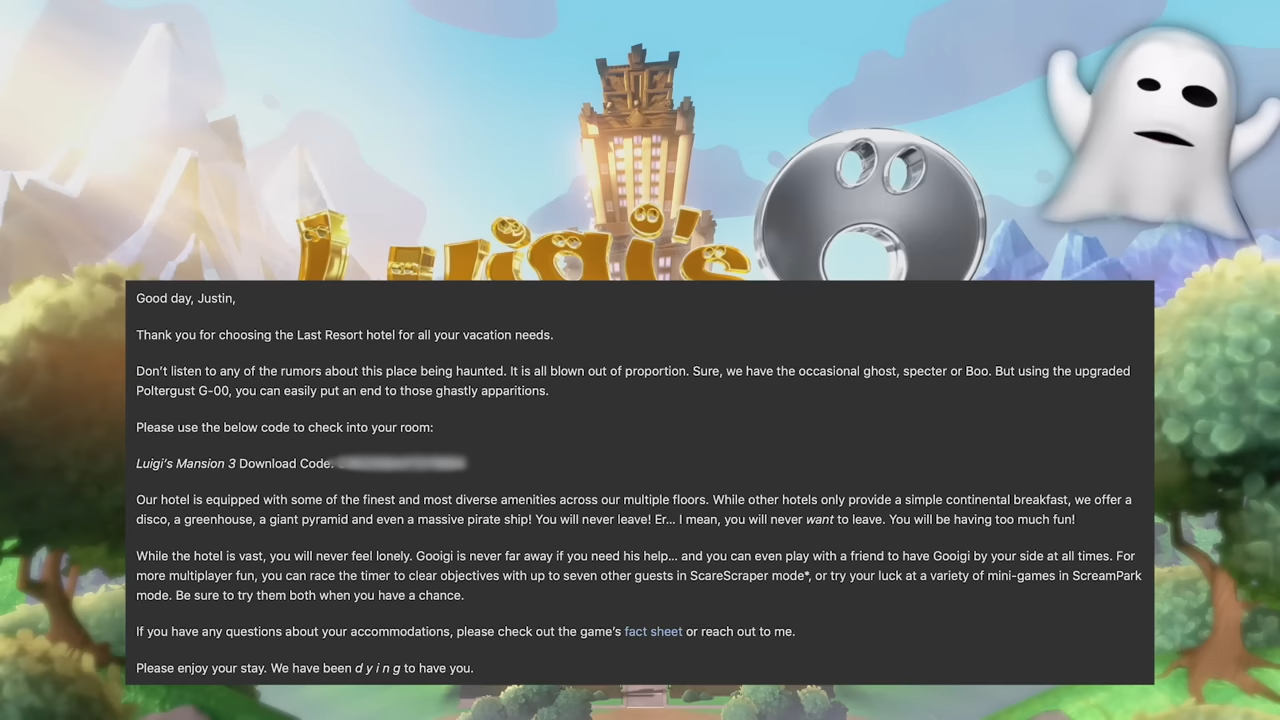 Luigi's
Good day, Justin,
Thank you for choosing the Last Resort hotel for all your vacation needs.
Don’t listen to any of the rumors about this place being haunted. It is all blown out of proportion. Sure, we have the occasional ghost, specter or Boo. But using the upgraded
Poltergust G-00, you can easily put an end to those ghastly apparitions.
Please use the below code to check into your room:
Luigi’s Mansion 3 Download Code:
Our hotel is equipped with some of the finest and most diverse amenities across our multiple floors. While other hotels only provide a simple continental breakfast, we offer a
disco, a greenhouse, a giant pyramid and even a massive pirate ship! You will never leave! Er... I mean, you will never want to leave. You will be having too much fun!
While the hotel is vast, you will never feel lonely. Gooigi is never far away if you need his help... and you can even play with a friend to have Gooigi by your side at all times. For
more multiplayer fun, you can race the timer to clear objectives with up to seven other guests in ScareScraper mode*, or try your luck at a variety of mini-games in ScreamPark
mode. Be sure to try them both when you have a chance.
If you have any questions about your accommodations, please check out the game’s fact sheet or reach out to me.
Please enjoy your stay. We have been d y i n g to have you.